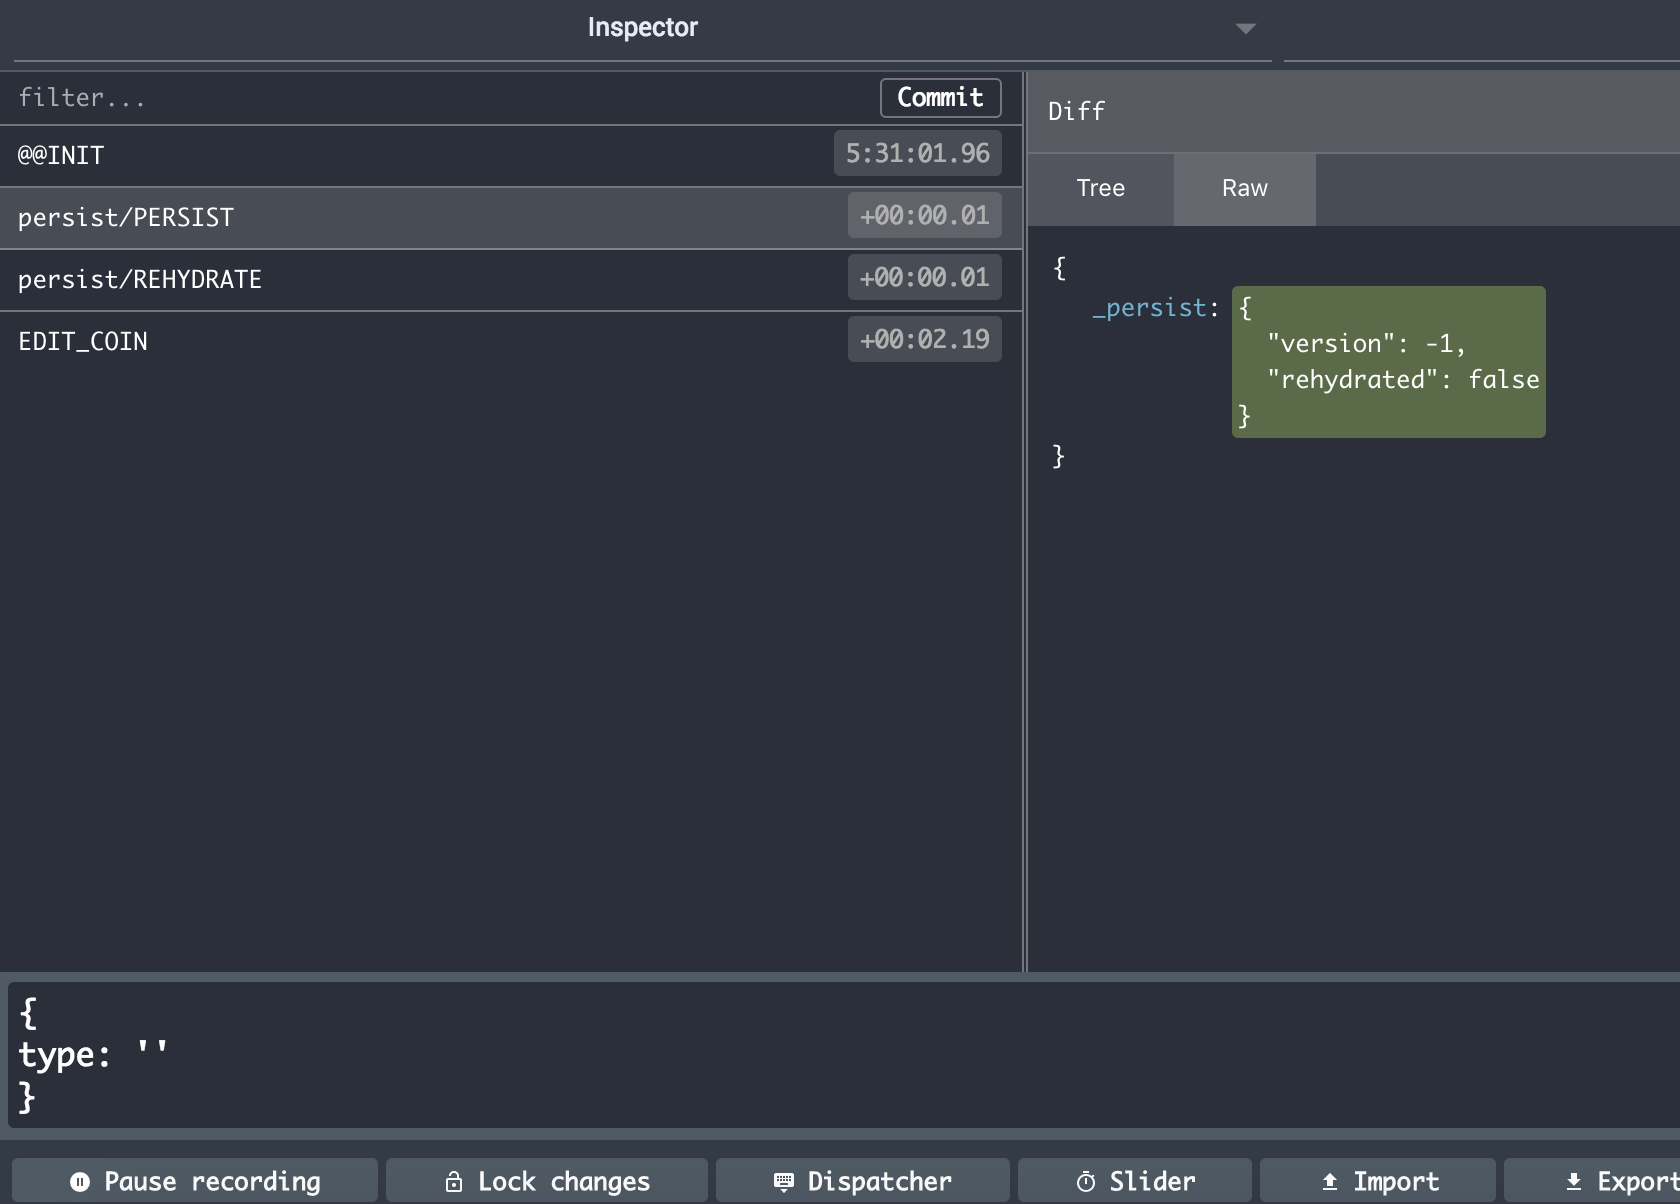 Inspector
filter...
Commit
@@INIT
5:31:01.96
persist/PERSIST
+00:00.01
persist/REHYDRATE
+00:00.01
EDIT_COIN
+00:02.19
Diff
Tree
Raw
{
_persist: {
"version": -1,
"rehydrated": false
}
}
{
type: ''
}
Pause recording
Lock changes
Dispatcher
Slider
Import
Export